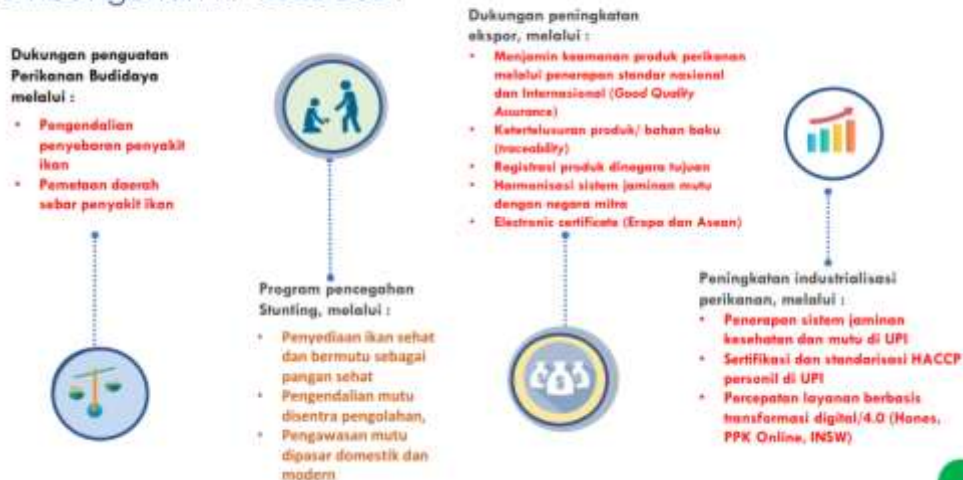 Dukungan penguatan
Perikanan Budidaya
melalui :
• Pengendalian
penyebaran penyakit
ikan
• Pemetaan daerah
sebar penyakit ikan
Program pencegahan
Stunting, melalui :
• Penyediaan ikan sehat
dan bermutu sebagai
pangan sehat
• Pengendalian mutu
disentra pengolahan,
• Pengawasan mutu
dipasar domestik dan
modern
Dukungan peningkatan
ekspor, melalui :
• Menjamin keamanan produk perikanan
melalui penerapan standar nasional
dan Internasional (Good Quality
Assurance)
• Ketertelusuran produk/ bahan baku
(traceability)
• Registrasi produk dinegara tujuan
• Harmonisasi sistem jaminan mutu
dengan negara mitra
• Electronic certificate (Eropa dan Asean)
Peningkatan industrialisasi
perikanan, melalui :
• Penerapan sistem jaminan
kesehatan dan mutu di UPI
• Sertifikasi dan standarisasi HACCP
personil di UPI
• Percepatan layanan berbasis
transformasi digital/4.0 (Hones,
PPK Online, INSW)